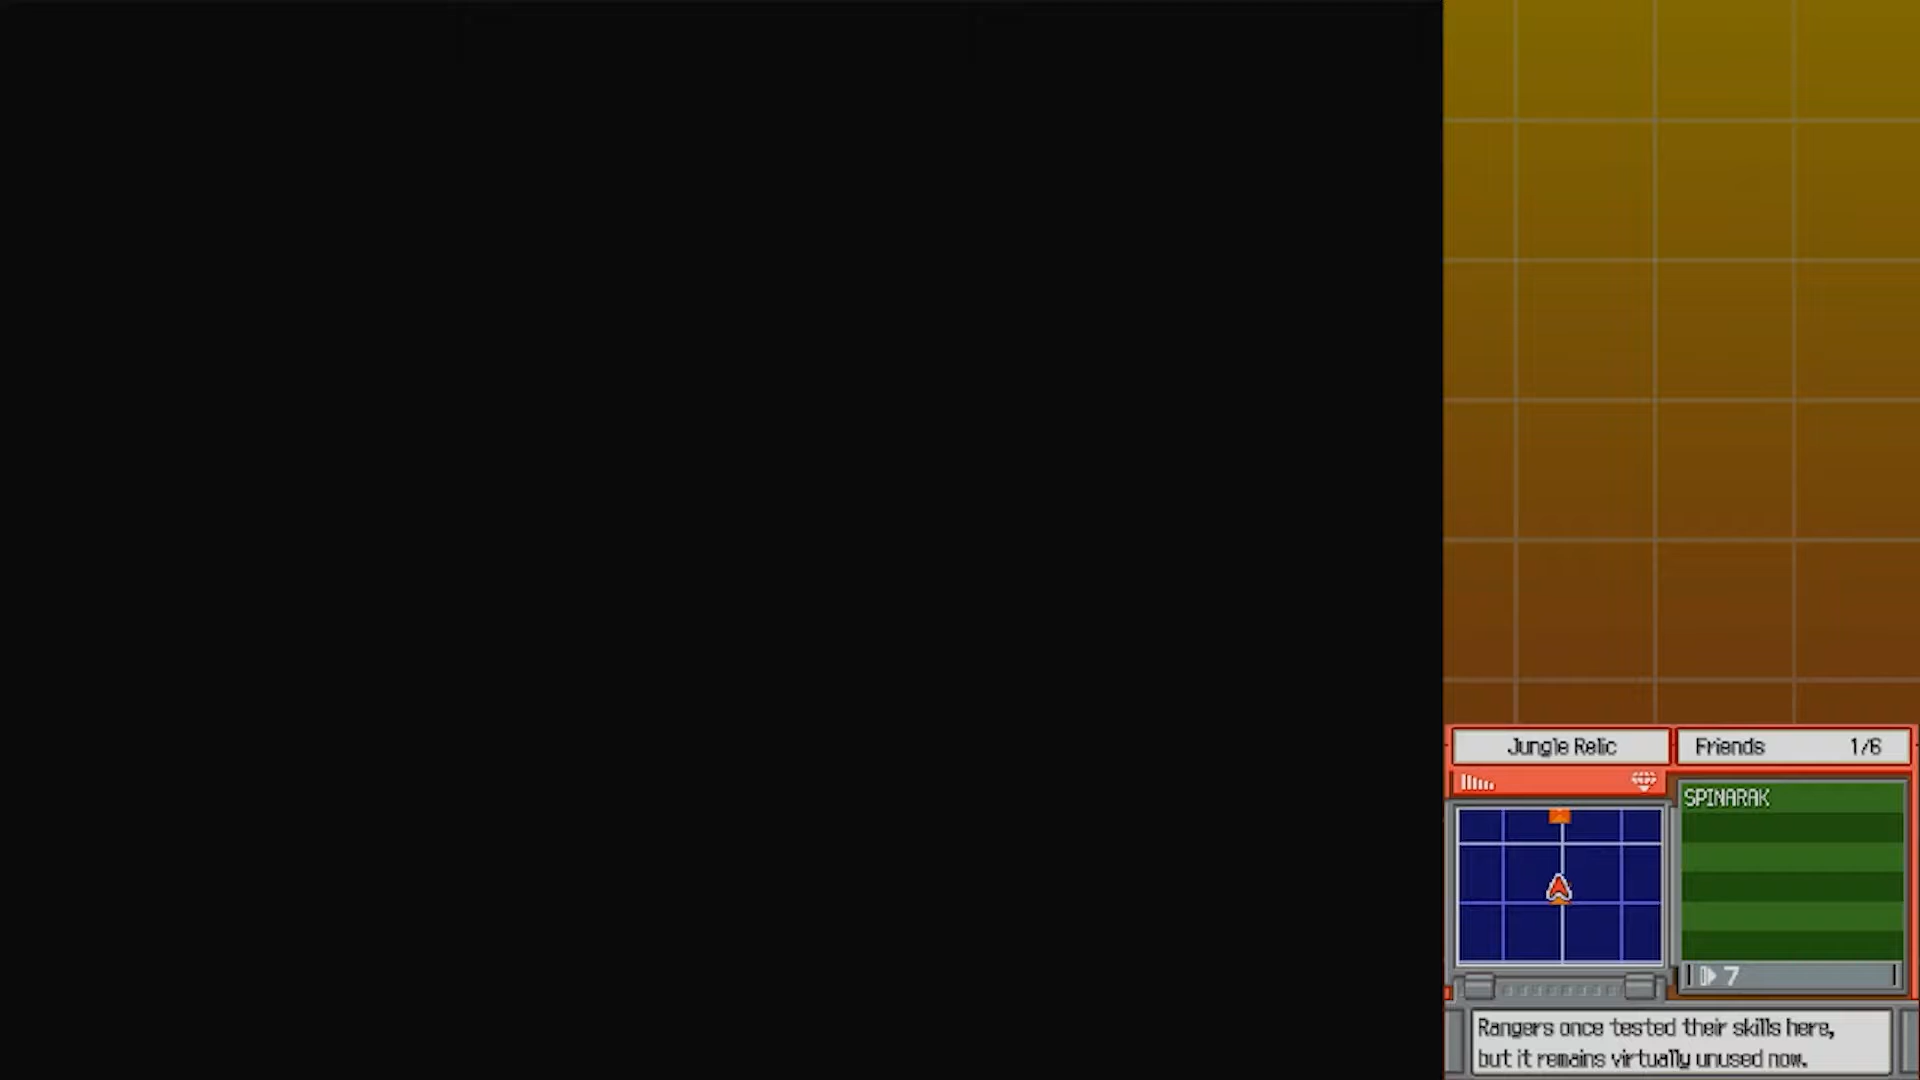 Jungle Relic
Friends 1/6
SPINARAK
7
Rangers once tested their skills here,
but it remains virtually unused now.